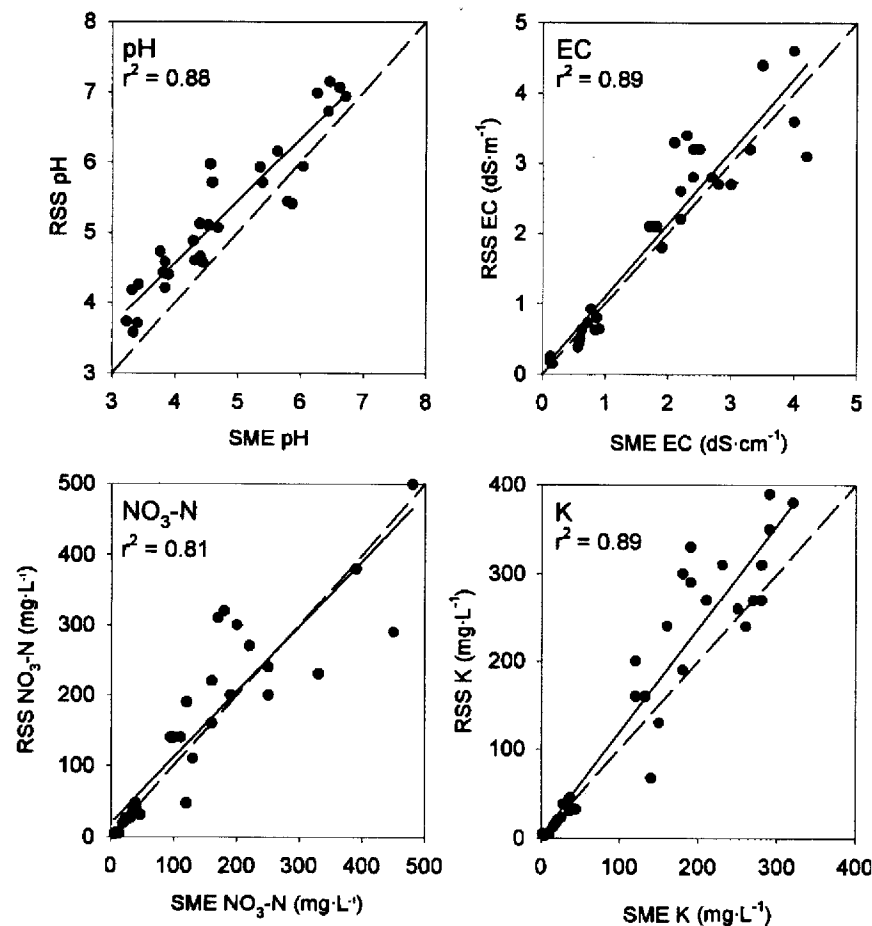 pH
r² = 0.88
RSS pH
8
7
6
5
4
3
3 4 5 6 7 8
SME pH
EC
r² = 0.89
RSS EC (dS·m⁻¹)
5
4
3
2
1
0
0 1 2 3 4 5
SME EC (dS·cm⁻¹)
NO₃-N
r² = 0.81
RSS NO₃-N (mg·L⁻¹)
500
400
300
200
100
0
0 100 200 300 400 500
SME NO₃-N (mg·L⁻¹)
K
r² = 0.89
RSS K (mg·L⁻¹)
400
300
200
100
0
0 100 200 300 400
SME K (mg·L⁻¹)